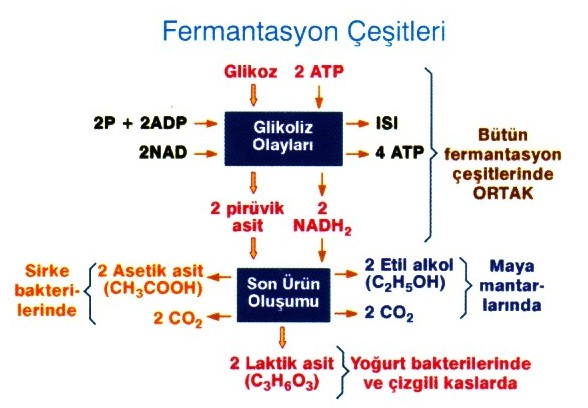 Fermantasyon Çeşitleri
Glikoz 2 ATP
2P + 2ADP
2NAD
Glikoliz
Olayları
ISI
4 ATP
Bütün
fermantasyon
çeşitlerinde
ORTAK
2 pirüvik
asit
2
NADH₂
Sirke
bakteri-
lerinde
2 Asetik asit
(CH₃COOH)
2 CO₂
Son Ürün
Oluşumu
2 Etil alkol
(C₂H₅OH)
2 CO₂
Maya
mantar-
larında
2 Laktik asit
(C₃H₆O₃)
Yoğurt bakterilerinde
ve çizgili kaslarda